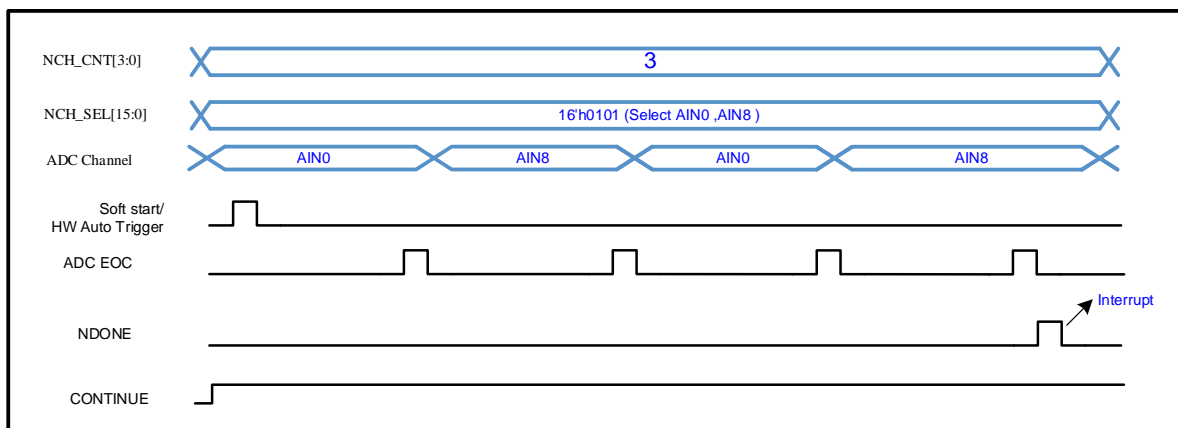 NCH_CNT[3:0]
3
NCH_SEL[15:0]
16'h0101 (Select AIN0 ,AIN8 )
ADC Channel
AIN0 AIN8 AIN0 AIN8
Soft start/
HW Auto Trigger
ADC EOC
Interrupt
NDONE
CONTINUE